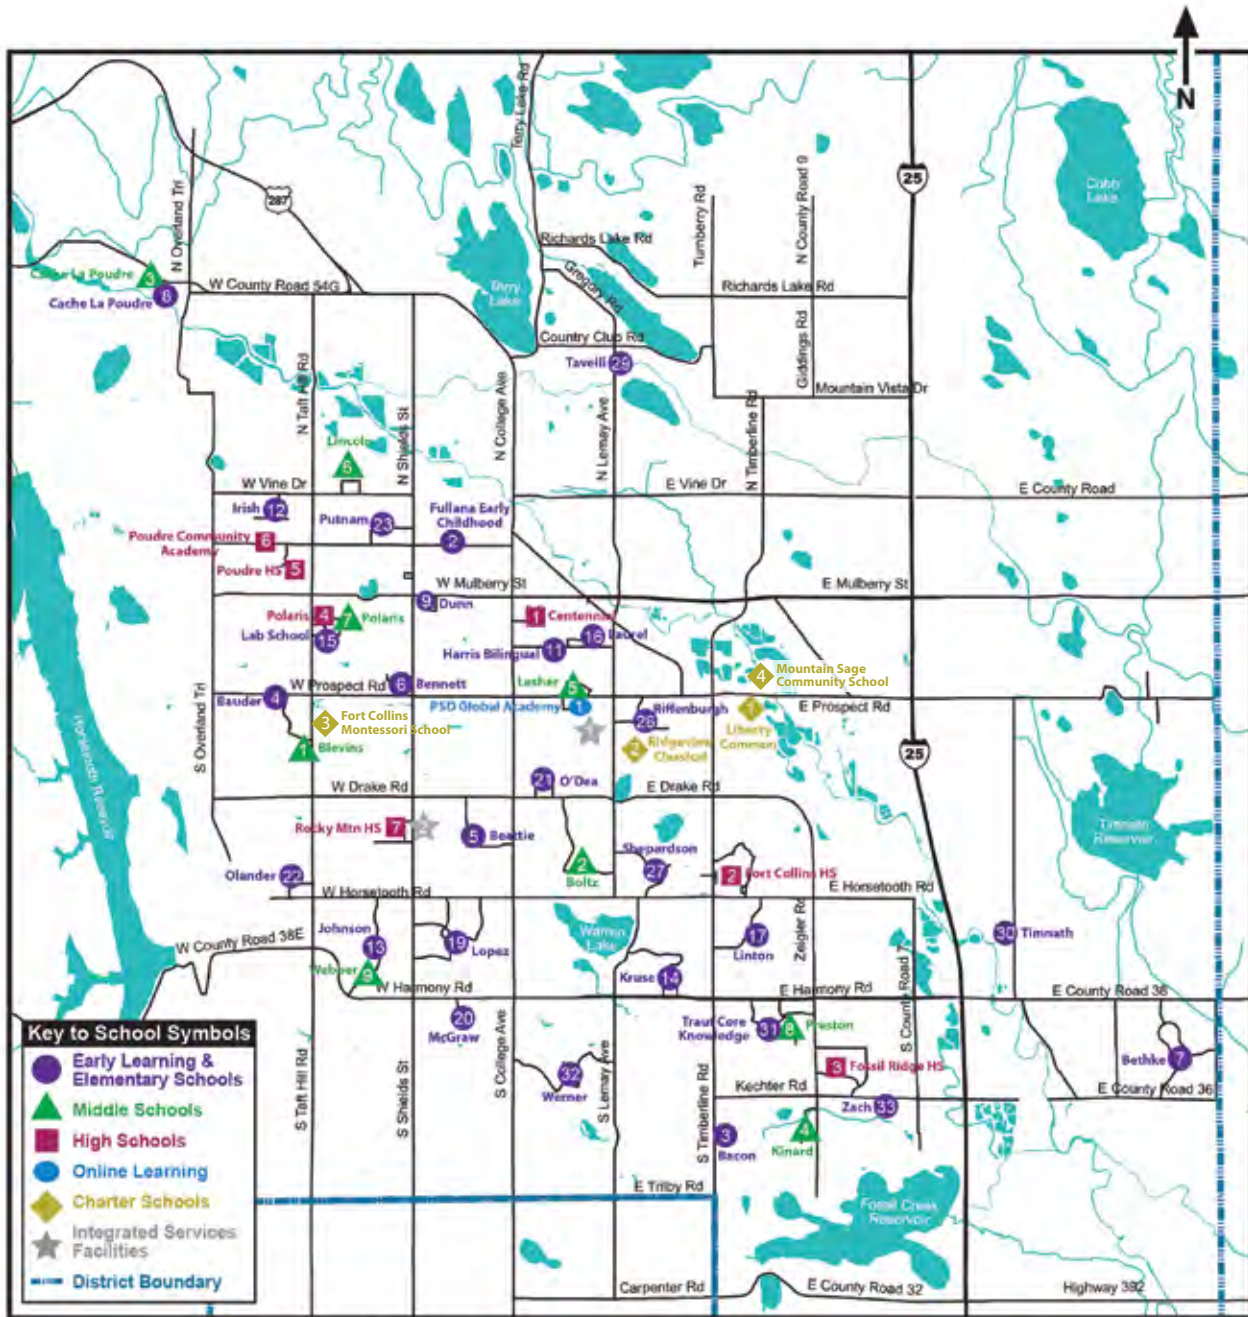 N
Terry Lake Rd
25
287
N Overland Trl
Turnberry Rd
N County Road 9
Cobb
Lake
Richards Lake Rd
Cache La Poudre
3
W County Road 54G
Gregory Rd
Terry
Lake
Richards Lake Rd
Cache La Poudre
8
Country Club Rd
Giddings Rd
Taveilli
29
N Taft Hill Rd
N Shields St
N College Ave
N Lemay Ave
N Timberline Rd
Mountain Vista Dr
Lincoln
6
W Vine Dr
E Vine Dr
E County Road
Irish
12
Putnam
23
Fullana Early
Childhood
2
Poudre Community
Academy
6
Poudre HS
5
W Mulberry St
E Mulberry St
9
Dunn
Polaris
4
7
Polaris
1
Centennial
Lab School
15
16
Laurel
Harris Bilingual
11
4
Mountain Sage
Community School
W Prospect Rd
6
Bennett
Lesher
5
Bauder
4
PSD Global Academy
1
Riffenburgh
26
E Prospect Rd
S Overland Trl
3
Fort Collins
Montessori School
1
Liberty
Common
1
Blevins
Ridgeview
Classical
25
Horsetooth Reservoir
W Drake Rd
21
O'Dea
E Drake Rd
Timnath
Reservoir
Rocky Mtn HS
7
5
Beattie
2
Boltz
Shepardson
27
2
Fort Collins HS
Olander
22
W Horsetooth Rd
E Horsetooth Rd
W County Road 38E
Johnson
13
19
Lopez
Warren
Lake
17
Linton
Zeigler Rd
S County Road 7
30
Timnath
Webber
9
W Harmony Rd
Kruse
14
E Harmony Rd
E County Road 38
20
McGraw
Traut Core
Knowledge
31
8
Preston
3
Fossil Ridge HS
Bethke
7
S Taft Hill Rd
S Shields St
S College Ave
32
Werner
S Lemay Ave
S Timberline Rd
Kechter Rd
E County Road 36
Zach
33
3
Bacon
4
Kinard
E Trilby Rd
Fossil Creek
Reservoir
Carpenter Rd
E County Road 32
Highway 392
Key to School Symbols
Early Learning &
Elementary Schools
Middle Schools
High Schools
Online Learning
Charter Schools
Integrated Services
Facilities
District Boundary